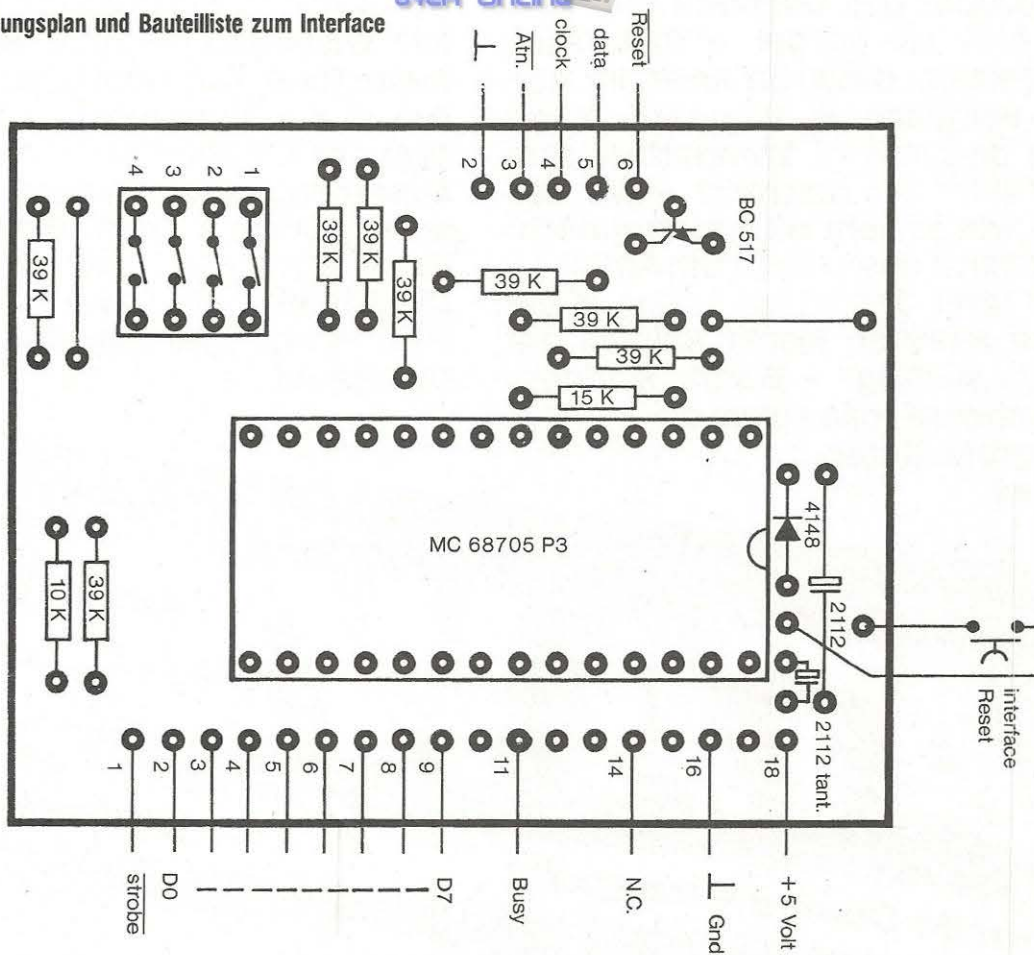 ungsplan und Bauteilliste zum Interface
Reset
data
clock
Atn.
2
3
4
5
6
BC 517
4
3
2
1
39 K
39 K
39 K
39 K
39 K
39 K
39 K
15 K
MC 68705 P3
4148
2112
2112 tant.
interface
Reset
10 K
39 K
1
2
3
4
5
6
7
8
9
11
14
16
18
strobe
D0
D7
Busy
N.C.
Gnd
+5 Volt